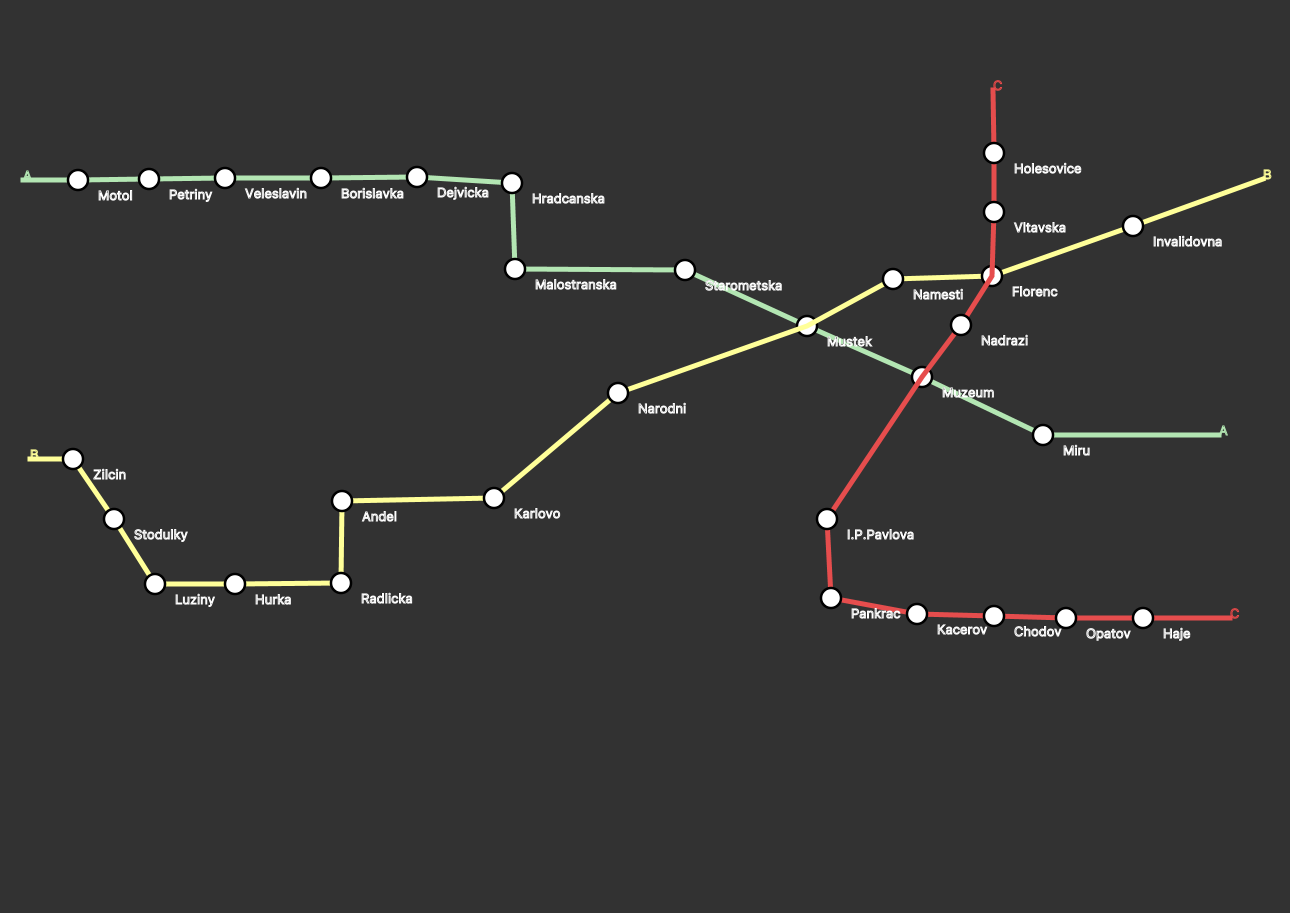 C
Holesovice
A
B
Motol
Petriny
Veleslavin
Borislavka
Dejvicka
Hradcanska
Vltavska
Invalidovna
Malostranska
Starometska
Namesti
Florenc
Mustek
Nadrazi
Muzeum
Narodni
A
Miru
B
Zlicin
Andel
Karlovo
Stodulky
I.P.Pavlova
Luziny
Hurka
Radlicka
Pankrac
C
Kacerov
Chodov
Opatov
Haje